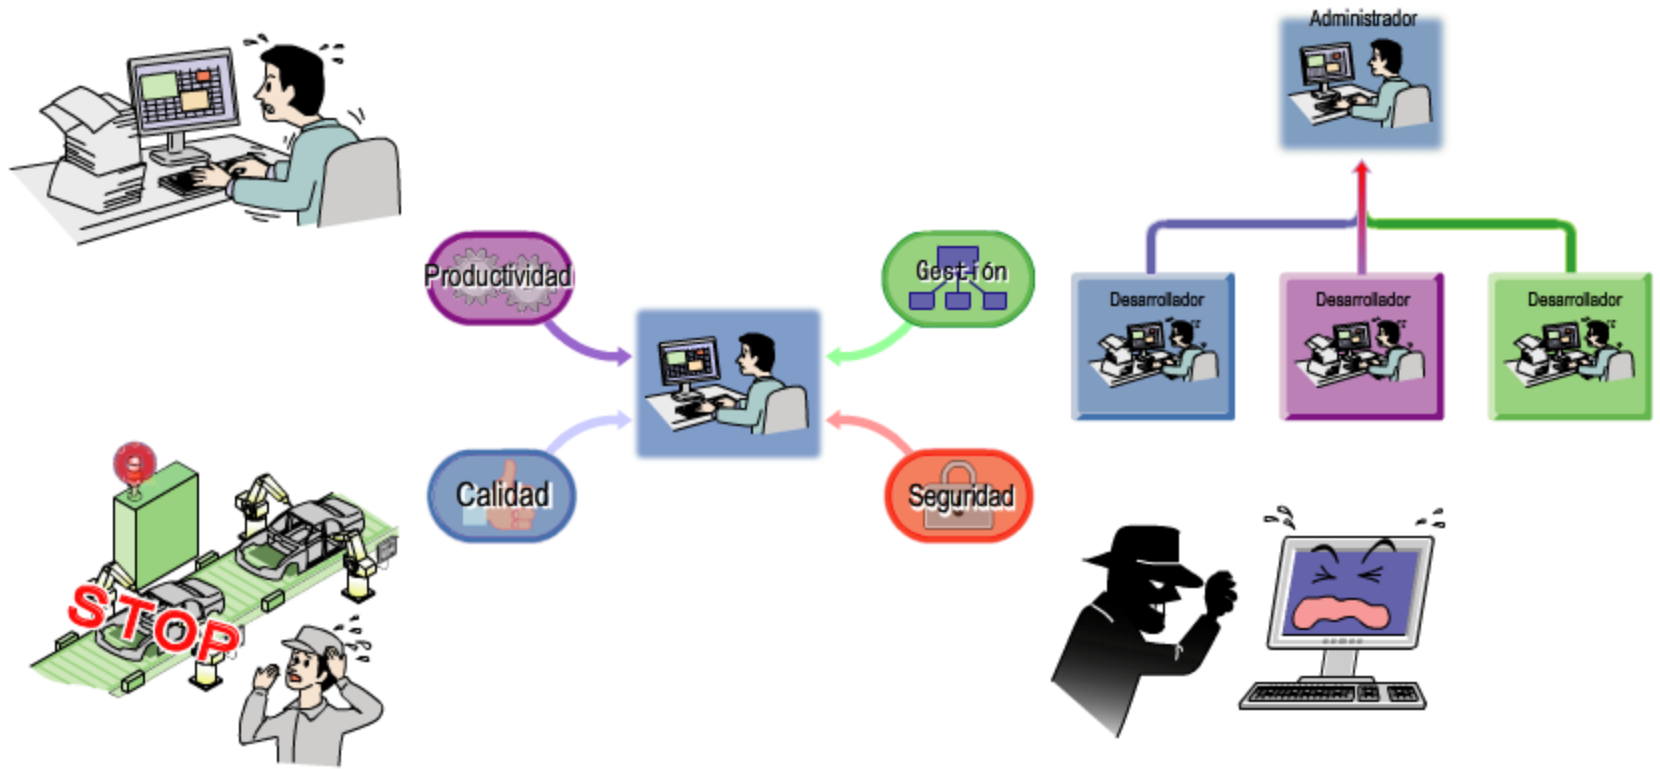 Administrador
Productividad
Gestión
Desarrollador
Desarrollador
Desarrollador
Calidad
Seguridad
STOP